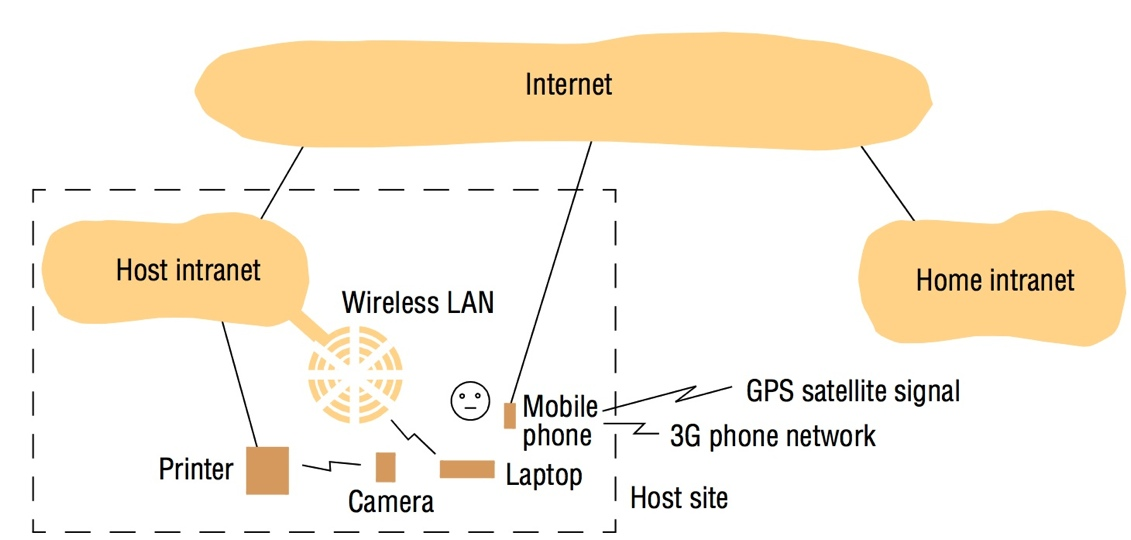 Internet
Host intranet
Home intranet
Wireless LAN
Mobile
phone
GPS satellite signal
3G phone network
Printer
Camera
Laptop
Host site